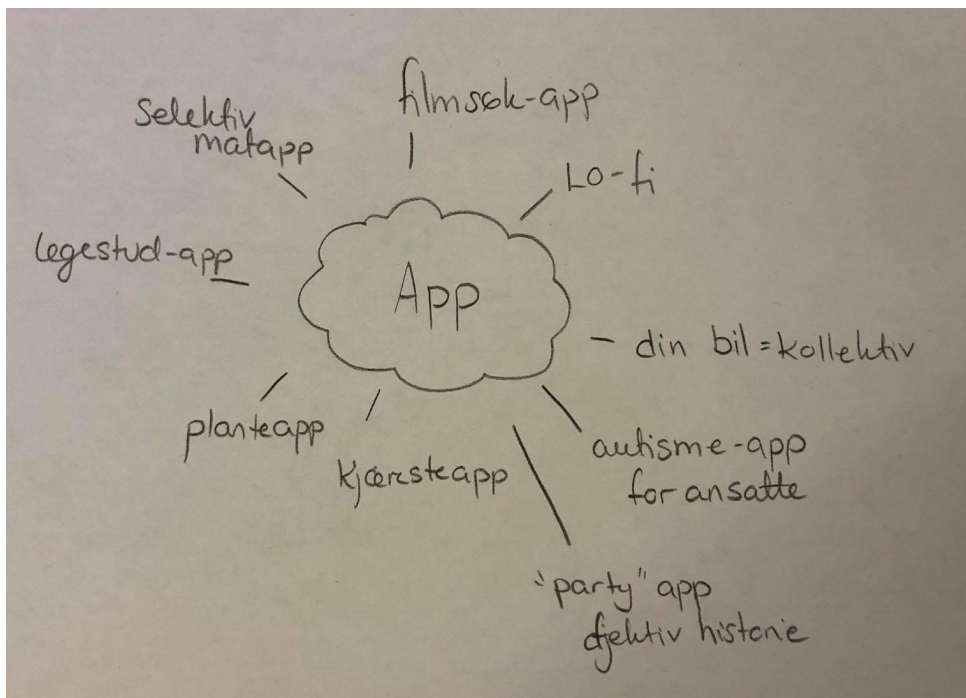 filmsøk-app
Selektiv
matapp
LO-fi
legestud-app
App
din bil = kollektiv
planteapp
kjæresteapp
autisme-app
for ansatte
"party" app
djektiv historie